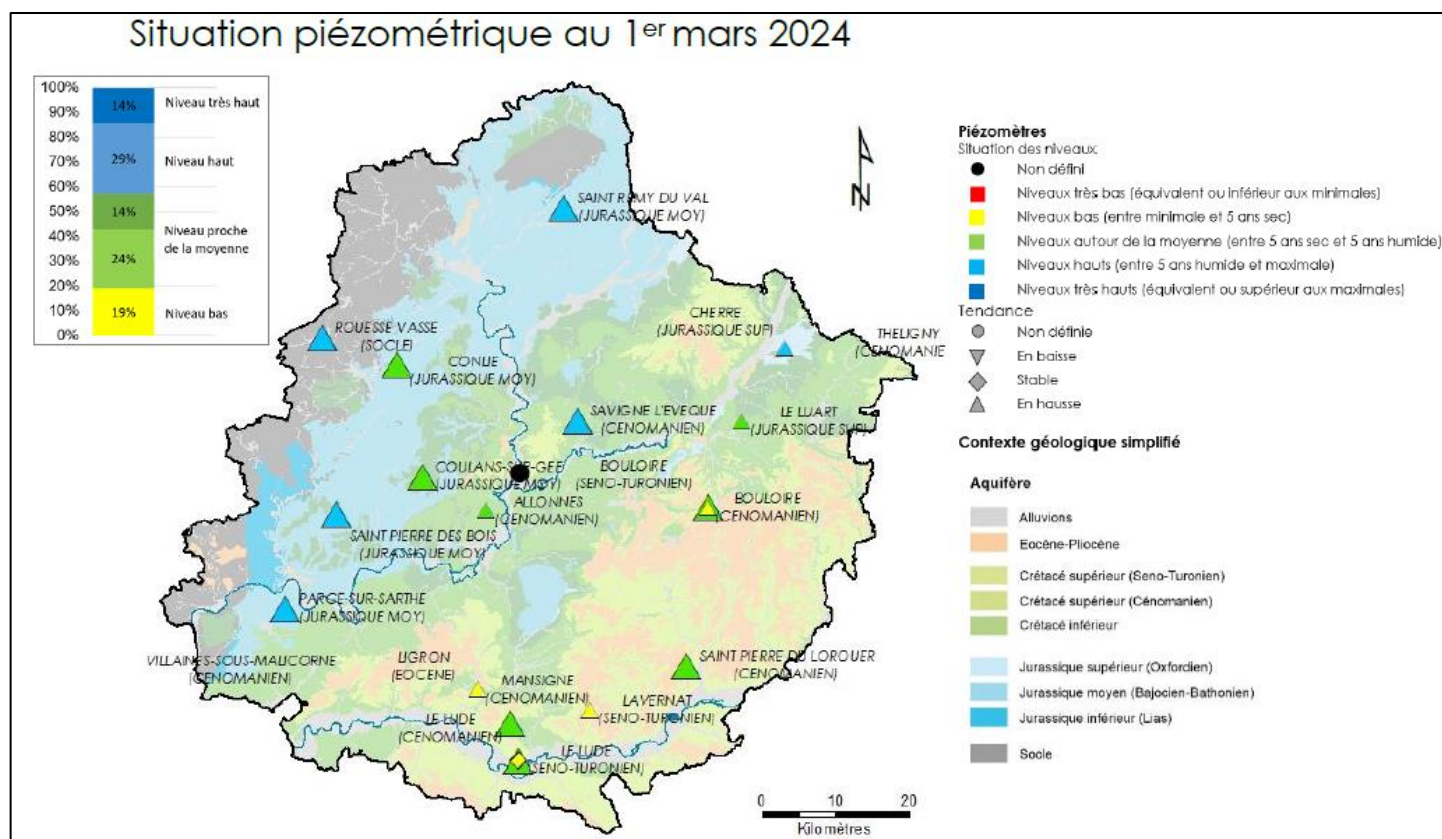 Situation piézométrique au 1er mars 2024
100%
90%
80%
70%
60%
50%
40%
30%
20%
10%
0%
14%
29%
14%
24%
19%
Niveau très haut
Niveau haut
Niveau proche
de la moyenne
Niveau bas
N
SAINT REMY DU VAL
(JURASSIQUE MOY)
ROUESSE VASSE
(SOCLE)
CONLIE
(JURASSIQUE MOY)
CHERRE
(JURASSIQUE SUP)
THELIGNY
(CENOMANIE
SAVIGNE L'EVEQUE
(CENOMANIEN)
LE LUART
(JURASSIQUE SUP)
COULANS-SUR-GEE
(JURASSIQUE MOY)
BOULOIRE
(SENO-TURONIEN)
ALLONNES
(CENOMANIEN)
BOULOIRE
(CENOMANIEN)
SAINT PIERRE DES BOIS
(JURASSIQUE MOY)
PARCE-SUR-SARTHE
(JURASSIQUE MOY)
VILLAINES-SOUS-MALICORNE
(CENOMANIEN)
LIGRON
(EOCENE)
MANSIGNE
(CENOMANIEN)
SAINT PIERRE DU LOROUER
(CENOMANIEN)
LAVERNAT
(SENO-TURONIEN)
LE LUDE
(CENOMANIEN)
LE LUDE
(SENO-TURONIEN)
0 10 20
Kilomètres
Piézomètres
Situation des niveaux
Non défini
Niveaux très bas (équivalent ou inférieur aux minimales)
Niveaux bas (entre minimale et 5 ans sec)
Niveaux autour de la moyenne (entre 5 ans sec et 5 ans humide)
Niveaux hauts (entre 5 ans humide et maximale)
Niveaux très hauts (équivalent ou supérieur aux maximales)
Tendance
Non définie
En baisse
Stable
En hausse
Contexte géologique simplifié
Aquifère
Alluvions
Eocène-Pliocène
Crétacé supérieur (Seno-Turonien)
Crétacé supérieur (Cénomanien)
Crétacé inférieur
Jurassique supérieur (Oxfordien)
Jurassique moyen (Bajocien-Bathonien)
Jurassique inférieur (Lias)
Socle